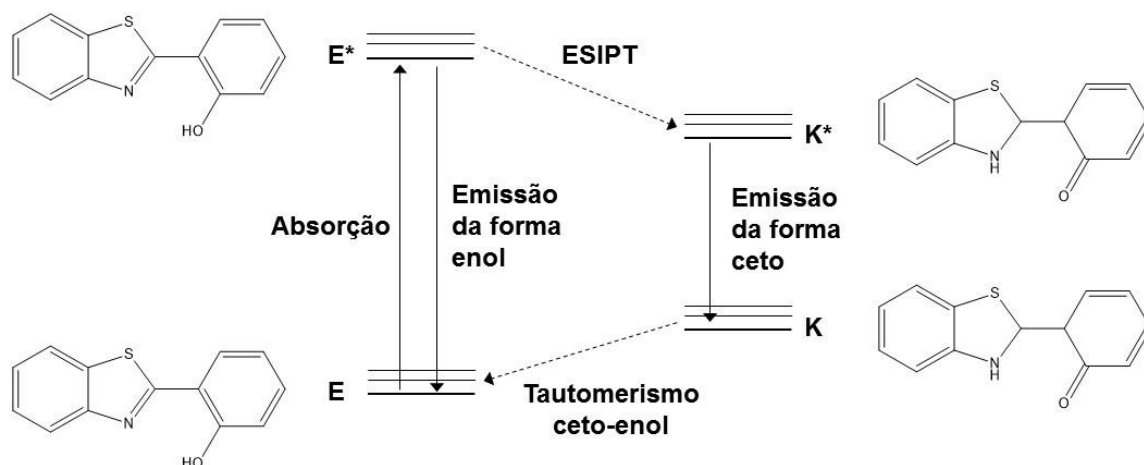 S
N
HO
E*
ESIPT
K*
S
N
H
O
Absorção
Emissão
da forma
enol
Emissão
da forma
ceto
S
N
HO
E
K
Tautomerismo
ceto-enol
S
N
H
O